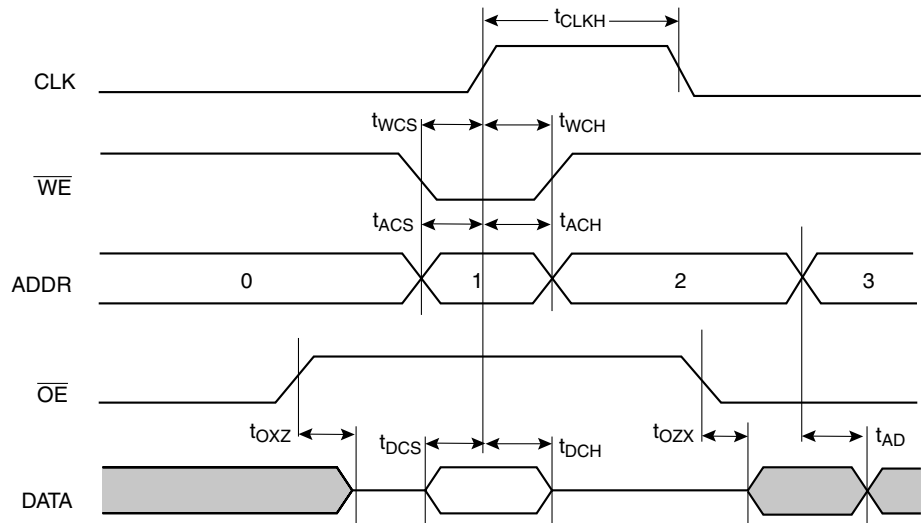 tCLKH
CLK
tWCS tWCH
WE
tACS tACH
ADDR 0 1 2 3
OE
tOXZ tDCS tDCH tOZX tAD
DATA